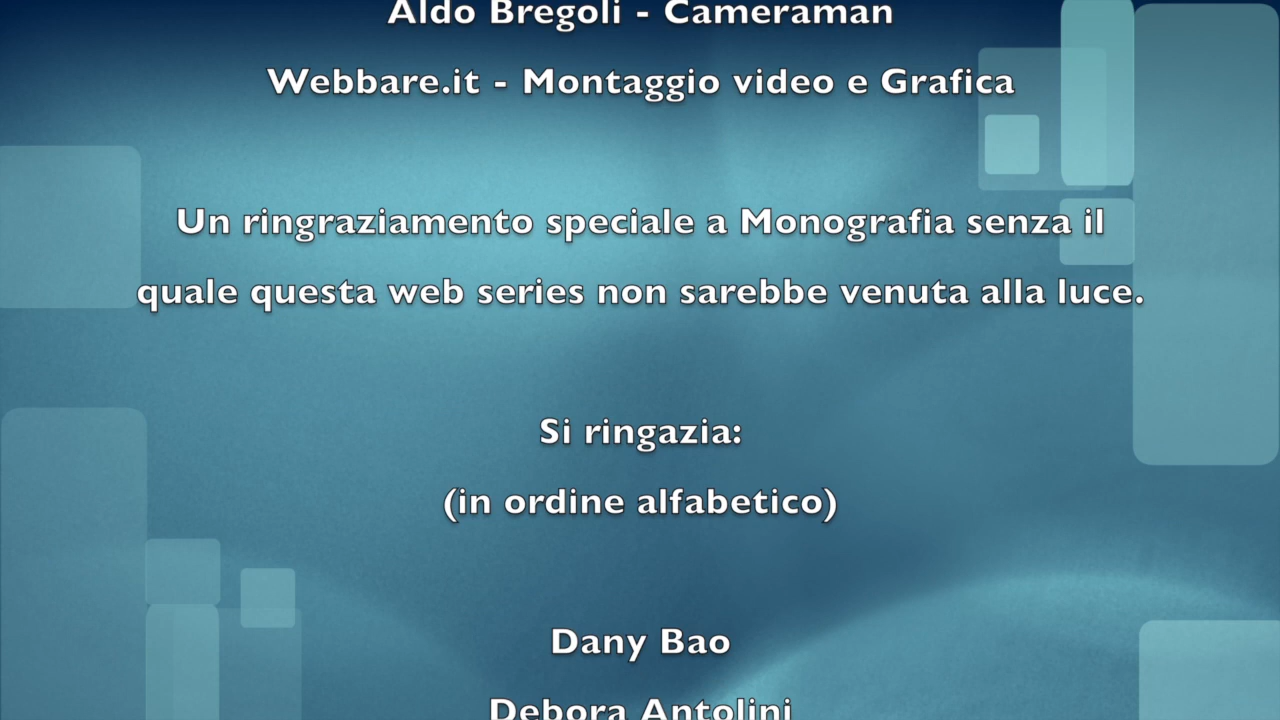 Aldo Bregoli - Cameraman
Webbare.it - Montaggio video e Grafica
Un ringraziamento speciale a Monografia senza il
quale questa web series non sarebbe venuta alla luce.
Si ringazia:
(in ordine alfabetico)
Dany Bao
Debora Antolini